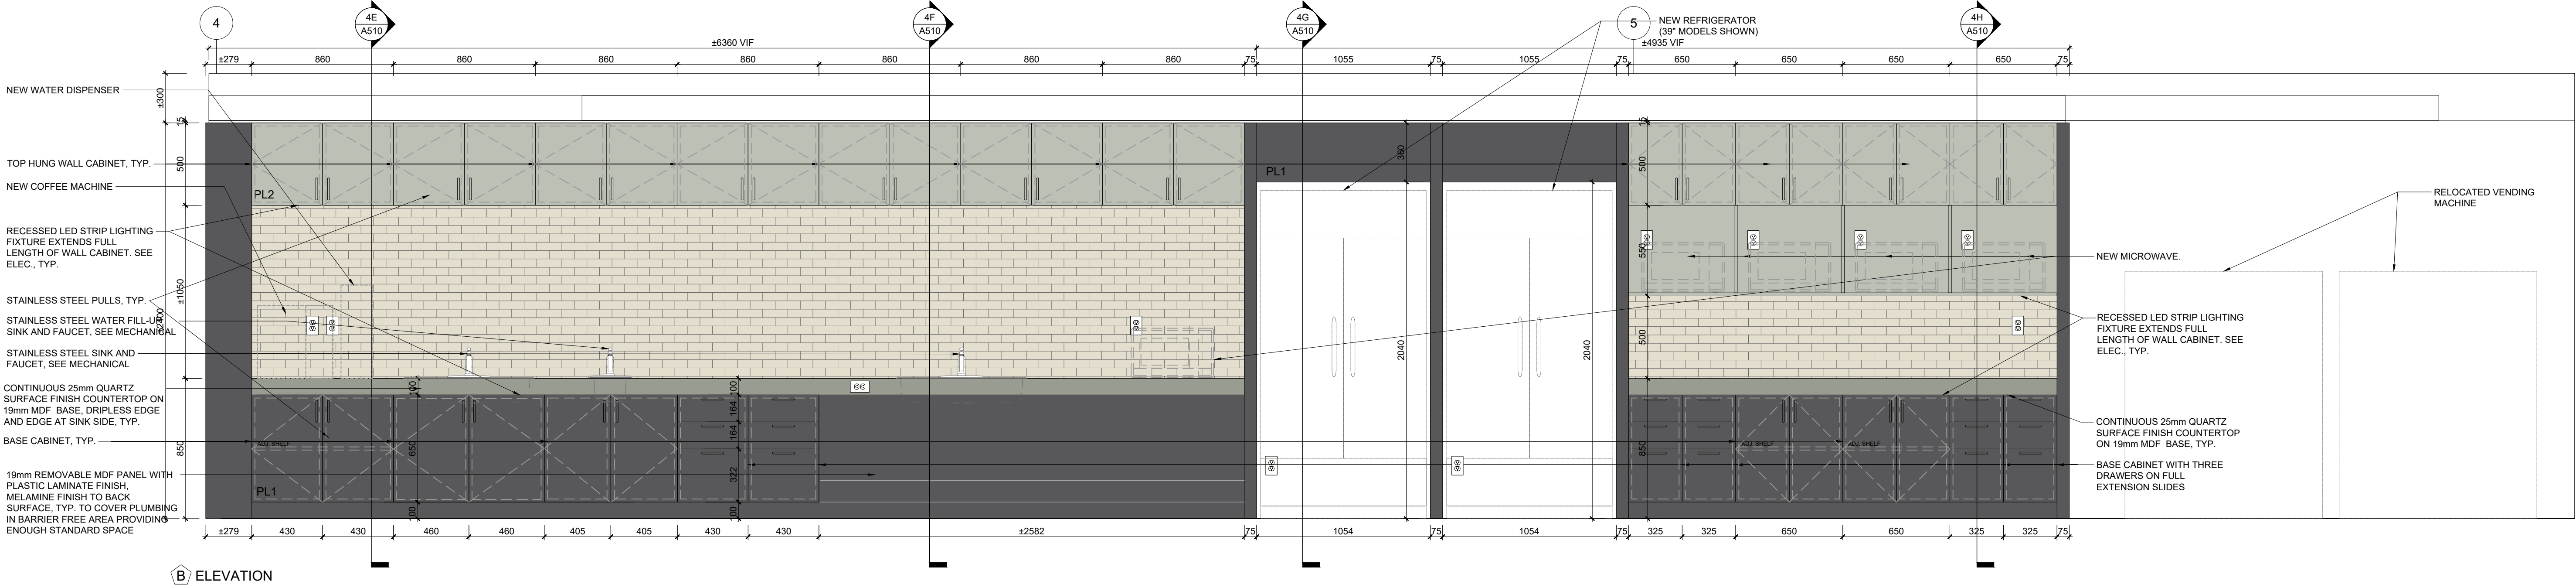 4
4E
A510
4F
A510
4G
A510
5
4H
A510
NEW REFRIGERATOR
(39" MODELS SHOWN)
±6360 VIF
±4935 VIF
±279
860
860
860
860
860
860
860
75
1055
75
1055
75
650
650
650
650
75
NEW WATER DISPENSER
TOP HUNG WALL CABINET, TYP.
NEW COFFEE MACHINE
RECESSED LED STRIP LIGHTING
FIXTURE EXTENDS FULL
LENGTH OF WALL CABINET. SEE
ELEC., TYP.
STAINLESS STEEL PULLS, TYP.
STAINLESS STEEL WATER FILL-UP
SINK AND FAUCET, SEE MECHANICAL
STAINLESS STEEL SINK AND
FAUCET, SEE MECHANICAL
CONTINUOUS 25mm QUARTZ
SURFACE FINISH COUNTERTOP ON
19mm MDF BASE, DRIPLESS EDGE
AND EDGE AT SINK SIDE, TYP.
BASE CABINET, TYP.
19mm REMOVABLE MDF PANEL WITH
PLASTIC LAMINATE FINISH,
MELAMINE FINISH TO BACK
SURFACE, TYP. TO COVER PLUMBING
IN BARRIER FREE AREA PROVIDING
ENOUGH STANDARD SPACE
±300
15
500
±1050
±2400
850
PL2
PL1
ADJ. SHELF
100
650
100
100
164
164
322
100
PL1
360
2040
2040
15
500
550
500
850
ADJ. SHELF
ADJ. SHELF
RELOCATED VENDING
MACHINE
NEW MICROWAVE.
RECESSED LED STRIP LIGHTING
FIXTURE EXTENDS FULL
LENGTH OF WALL CABINET. SEE
ELEC., TYP.
CONTINUOUS 25mm QUARTZ
SURFACE FINISH COUNTERTOP
ON 19mm MDF BASE, TYP.
BASE CABINET WITH THREE
DRAWERS ON FULL
EXTENSION SLIDES
±279
430
430
460
460
405
405
430
430
±2582
75
1054
75
1054
75
325
325
650
650
325
325
75
B ELEVATION